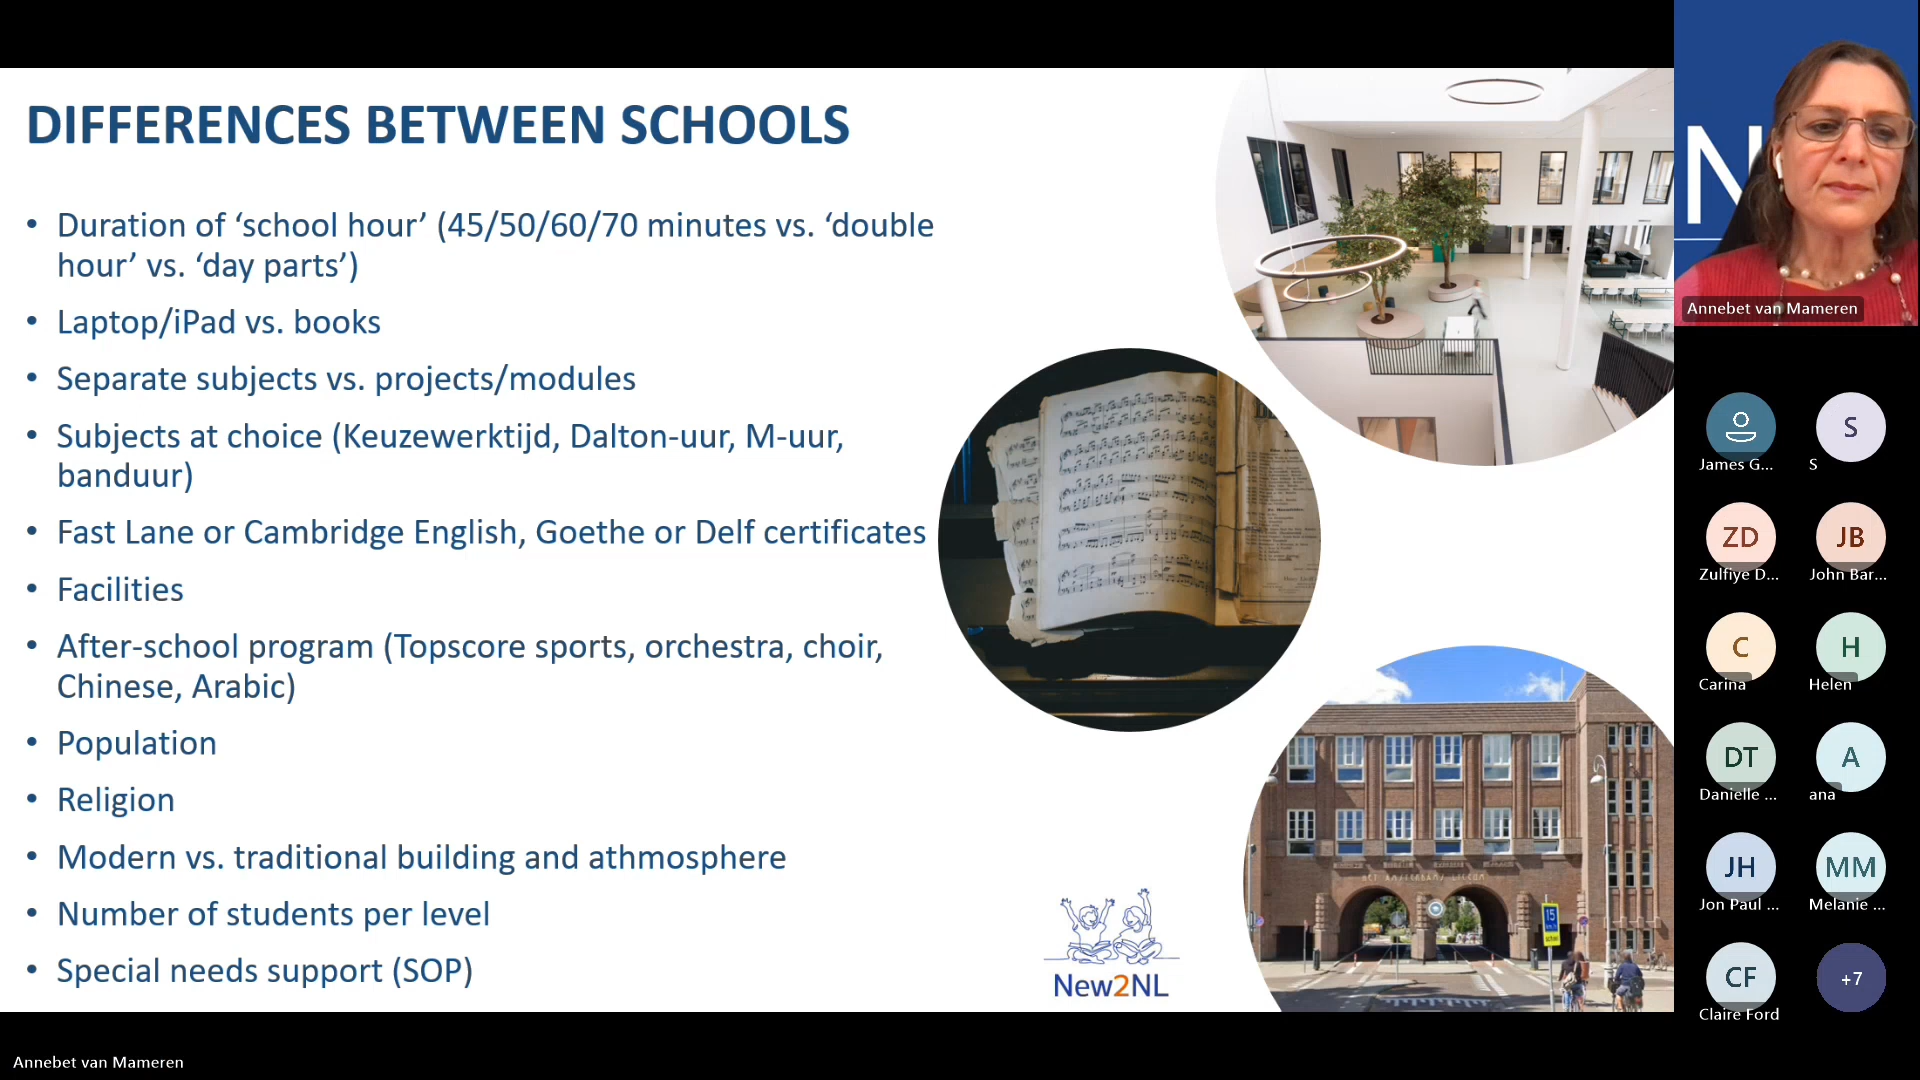 DIFFERENCES BETWEEN SCHOOLS
• Duration of ‘school hour’ (45/50/60/70 minutes vs. ‘double
hour’ vs. ‘day parts’)
• Laptop/iPad vs. books
• Separate subjects vs. projects/modules
• Subjects at choice (Keuzewerktijd, Dalton-uur, M-uur,
banduur)
• Fast Lane or Cambridge English, Goethe or Delf certificates
• Facilities
• After-school program (Topscore sports, orchestra, choir,
Chinese, Arabic)
• Population
• Religion
• Modern vs. traditional building and athmosphere
• Number of students per level
• Special needs support (SOP)
HET AMSTERDAMS LYCEUM
15
New2NL
N
Annebet van Mameren
James G...
S
S
ZD
Zulfiye D...
JB
John Bar...
C
Carina
H
Helen
DT
Danielle ...
A
ana
JH
Jon Paul ...
MM
Melanie ...
CF
Claire Ford
+7
Annebet van Mameren